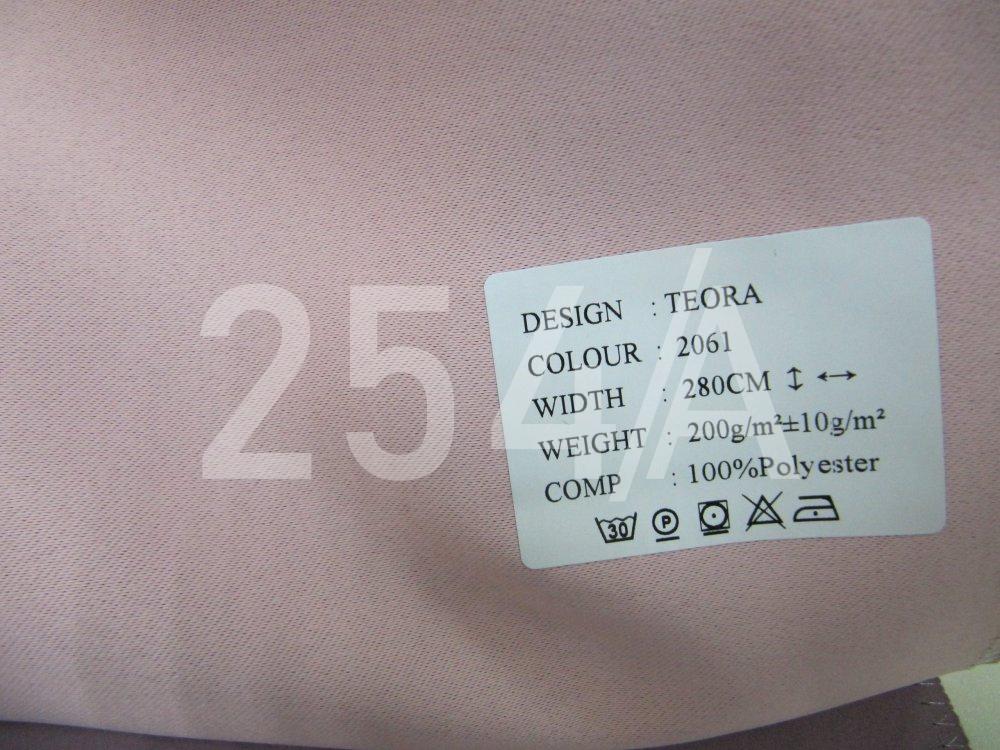 254/A
DESIGN : TEORA
COLOUR : 2061
WIDTH : 280CM ↕ ↔
WEIGHT : 200g/m²±10g/m²
COMP : 100%Polyester
30 P